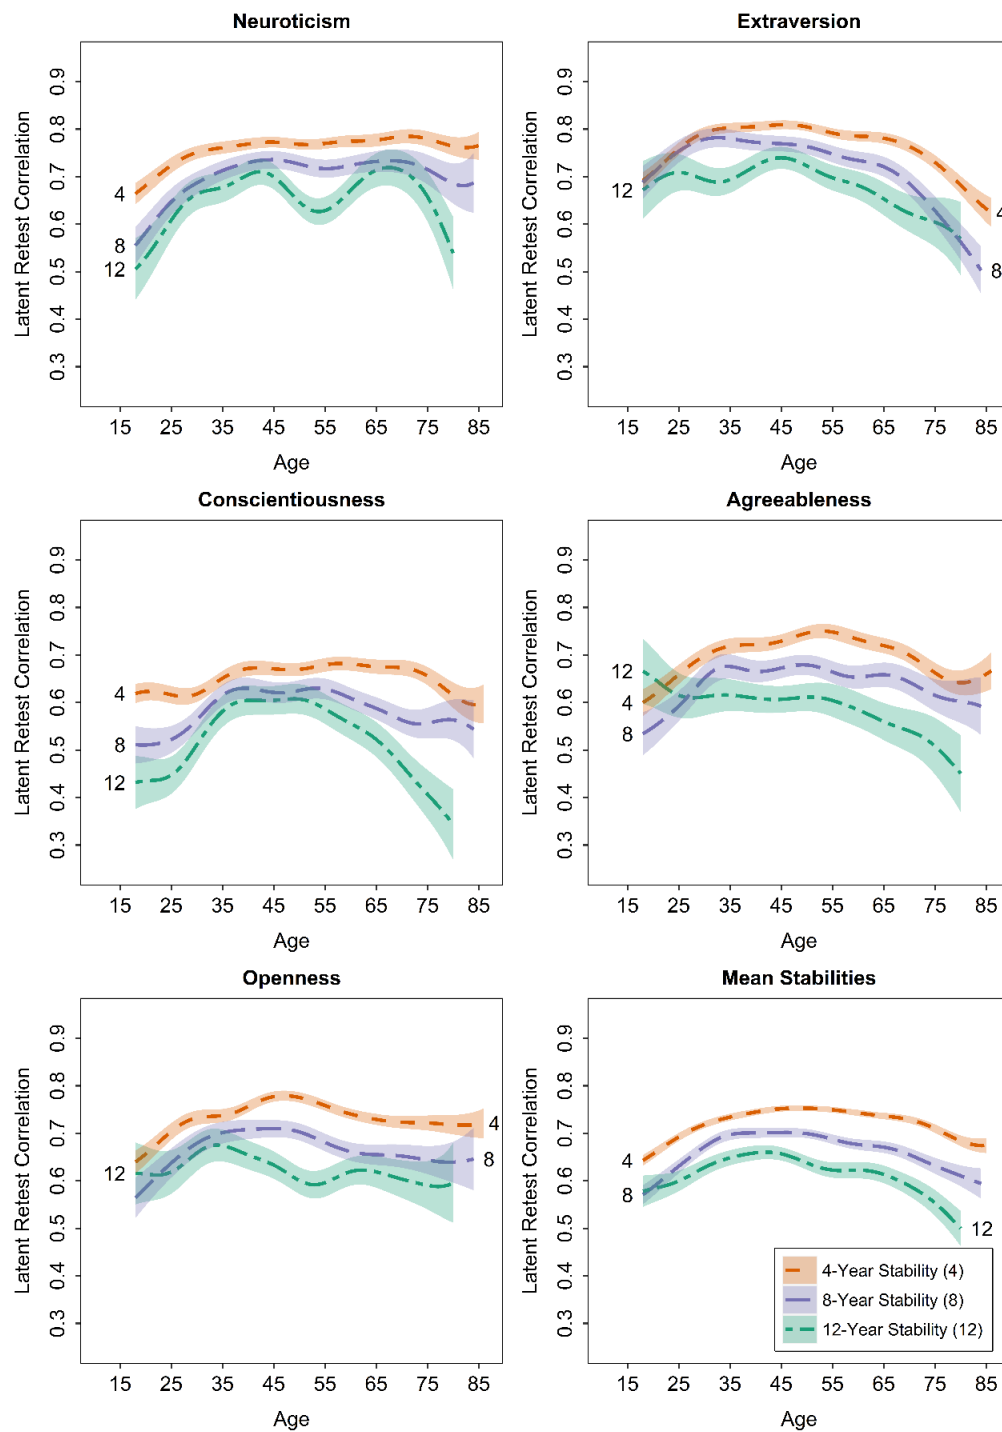 Neuroticism
Latent Retest Correlation
0.9
0.8
0.7
0.6
0.5
0.4
0.3
4
8
12
15 25 35 45 55 65 75 85
Age
Extraversion
Latent Retest Correlation
0.9
0.8
0.7
0.6
0.5
0.4
0.3
12
4
8
15 25 35 45 55 65 75 85
Age
Conscientiousness
Latent Retest Correlation
0.9
0.8
0.7
0.6
0.5
0.4
0.3
4
8
12
15 25 35 45 55 65 75 85
Age
Agreeableness
Latent Retest Correlation
0.9
0.8
0.7
0.6
0.5
0.4
0.3
12
4
8
15 25 35 45 55 65 75 85
Age
Openness
Latent Retest Correlation
0.9
0.8
0.7
0.6
0.5
0.4
0.3
12
4
8
15 25 35 45 55 65 75 85
Age
Mean Stabilities
Latent Retest Correlation
0.9
0.8
0.7
0.6
0.5
0.4
0.3
4
8
12
4-Year Stability (4)
8-Year Stability (8)
12-Year Stability (12)
15 25 35 45 55 65 75 85
Age